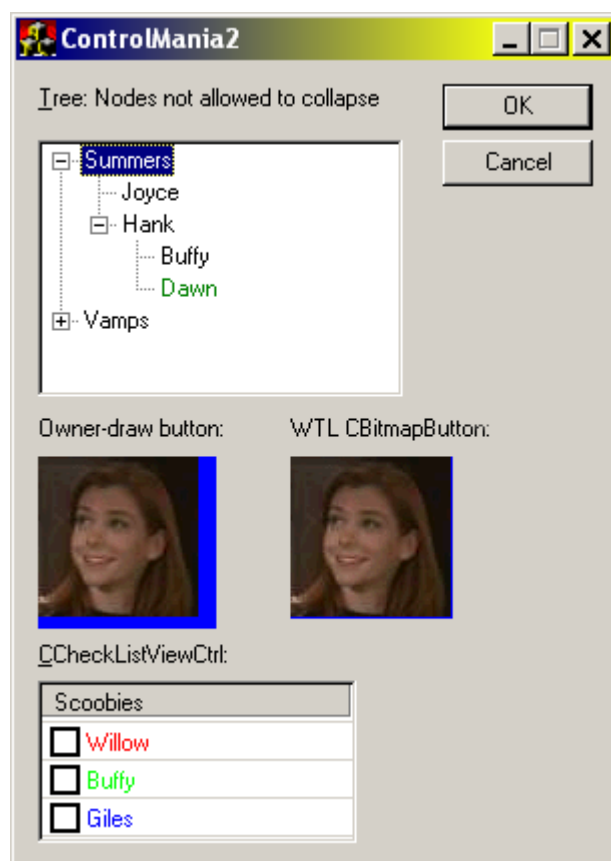 ControlMania2
Tree: Nodes not allowed to collapse
OK
Cancel
Summers
Joyce
Hank
Buffy
Dawn
Vamps
Owner-draw button:
WTL CBitmapButton:
CCheckListViewCtrl:
Scoobies
Willow
Buffy
Giles